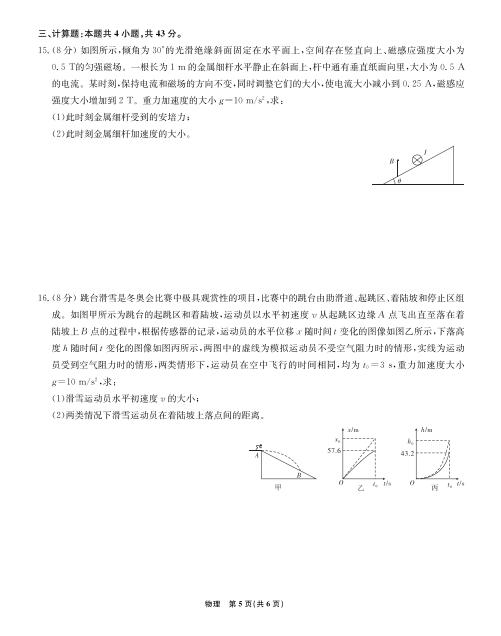 三、计算题:本题共 4 小题,共 43 分。
15.(8 分) 如图所示,倾角为 30°的光滑绝缘斜面固定在水平面上,空间存在竖直向上、磁感应强度大小为
0.5 T的匀强磁场。一根长为 1 m 的金属细杆水平静止在斜面上,杆中通有垂直纸面向里,大小为 0.5 A
的电流。某时刻,保持电流和磁场的方向不变,同时调整它们的大小,使电流大小减小到 0.25 A,磁感应
强度大小增加到 2 T。重力加速度的大小 g=10 m/s²,求:
(1)此时刻金属细杆受到的安培力;
(2)此时刻金属细杆加速度的大小。
B I
θ
16.(8 分) 跳台滑雪是冬奥会比赛中极具观赏性的项目,比赛中的跳台由助滑道、起跳区、着陆坡和停止区组
成。如图甲所示为跳台的起跳区和着陆坡,运动员以水平初速度 v 从起跳区边缘 A 点飞出直至落在着
陆坡上 B 点的过程中,根据传感器的记录,运动员的水平位移 x 随时间 t 变化的图像如图乙所示,下落高
度 h 随时间 t 变化的图像如图丙所示,两图中的虚线为模拟运动员不受空气阻力时的情形,实线为运动
员受到空气阻力时的情形,两类情形下,运动员在空中飞行的时间相同,均为 t₀=3 s,重力加速度大小
g=10 m/s²,求:
(1)滑雪运动员水平初速度 v 的大小;
(2)两类情况下滑雪运动员在着陆坡上落点间的距离。
A B 甲
x/m x₀ 57.6 O t₀ t/s 乙
h/m h₀ 43.2 O t₀ t/s 丙
物理 第 5 页(共 6 页)